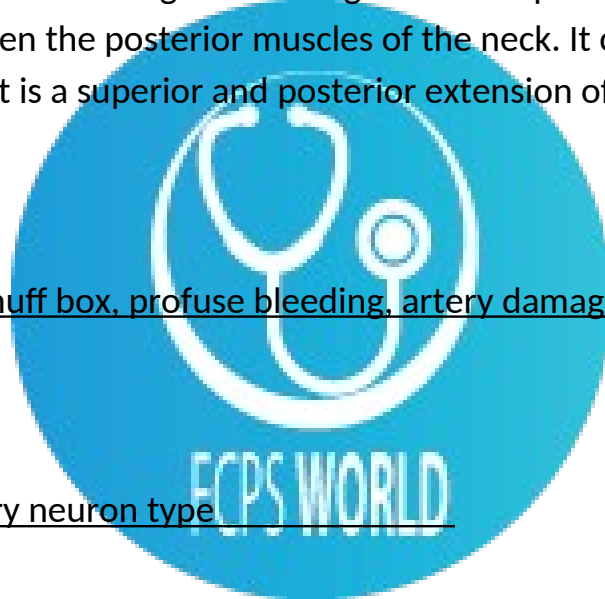 en the posterior muscles of the neck. It
t is a superior and posterior extension of
nuff box, profuse bleeding, artery damag
ry neuron type
FCPS WORLD